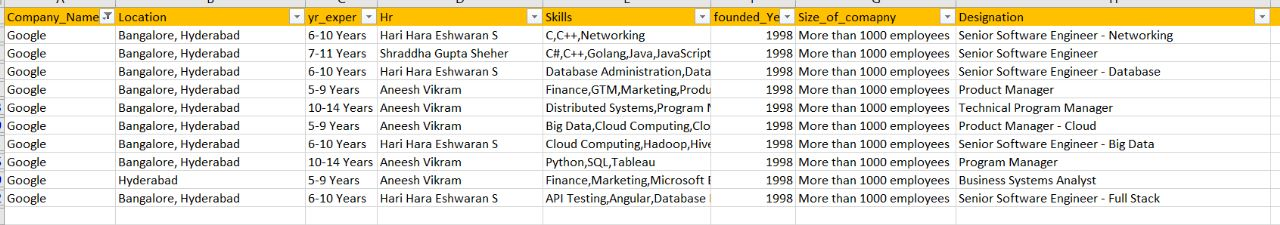 Company_Name Location yr_exper Hr Skills founded_Ye Size_of_comapny Designation
Google Bangalore, Hyderabad 6-10 Years Hari Hara Eshwaran S C,C++,Networking 1998 More than 1000 employees Senior Software Engineer - Networking
Google Bangalore, Hyderabad 7-11 Years Shraddha Gupta Sheher C#,C++,Golang,Java,JavaScript 1998 More than 1000 employees Senior Software Engineer
Google Bangalore, Hyderabad 6-10 Years Hari Hara Eshwaran S Database Administration,Data 1998 More than 1000 employees Senior Software Engineer - Database
Google Bangalore, Hyderabad 5-9 Years Aneesh Vikram Finance,GTM,Marketing,Produ 1998 More than 1000 employees Product Manager
Google Bangalore, Hyderabad 10-14 Years Aneesh Vikram Distributed Systems,Program M 1998 More than 1000 employees Technical Program Manager
Google Bangalore, Hyderabad 5-9 Years Aneesh Vikram Big Data,Cloud Computing,Clo 1998 More than 1000 employees Product Manager - Cloud
Google Bangalore, Hyderabad 6-10 Years Hari Hara Eshwaran S Cloud Computing,Hadoop,Hive 1998 More than 1000 employees Senior Software Engineer - Big Data
Google Bangalore, Hyderabad 10-14 Years Aneesh Vikram Python,SQL,Tableau 1998 More than 1000 employees Program Manager
Google Hyderabad 5-9 Years Aneesh Vikram Finance,Marketing,Microsoft E 1998 More than 1000 employees Business Systems Analyst
Google Bangalore, Hyderabad 6-10 Years Hari Hara Eshwaran S API Testing,Angular,Database 1998 More than 1000 employees Senior Software Engineer - Full Stack